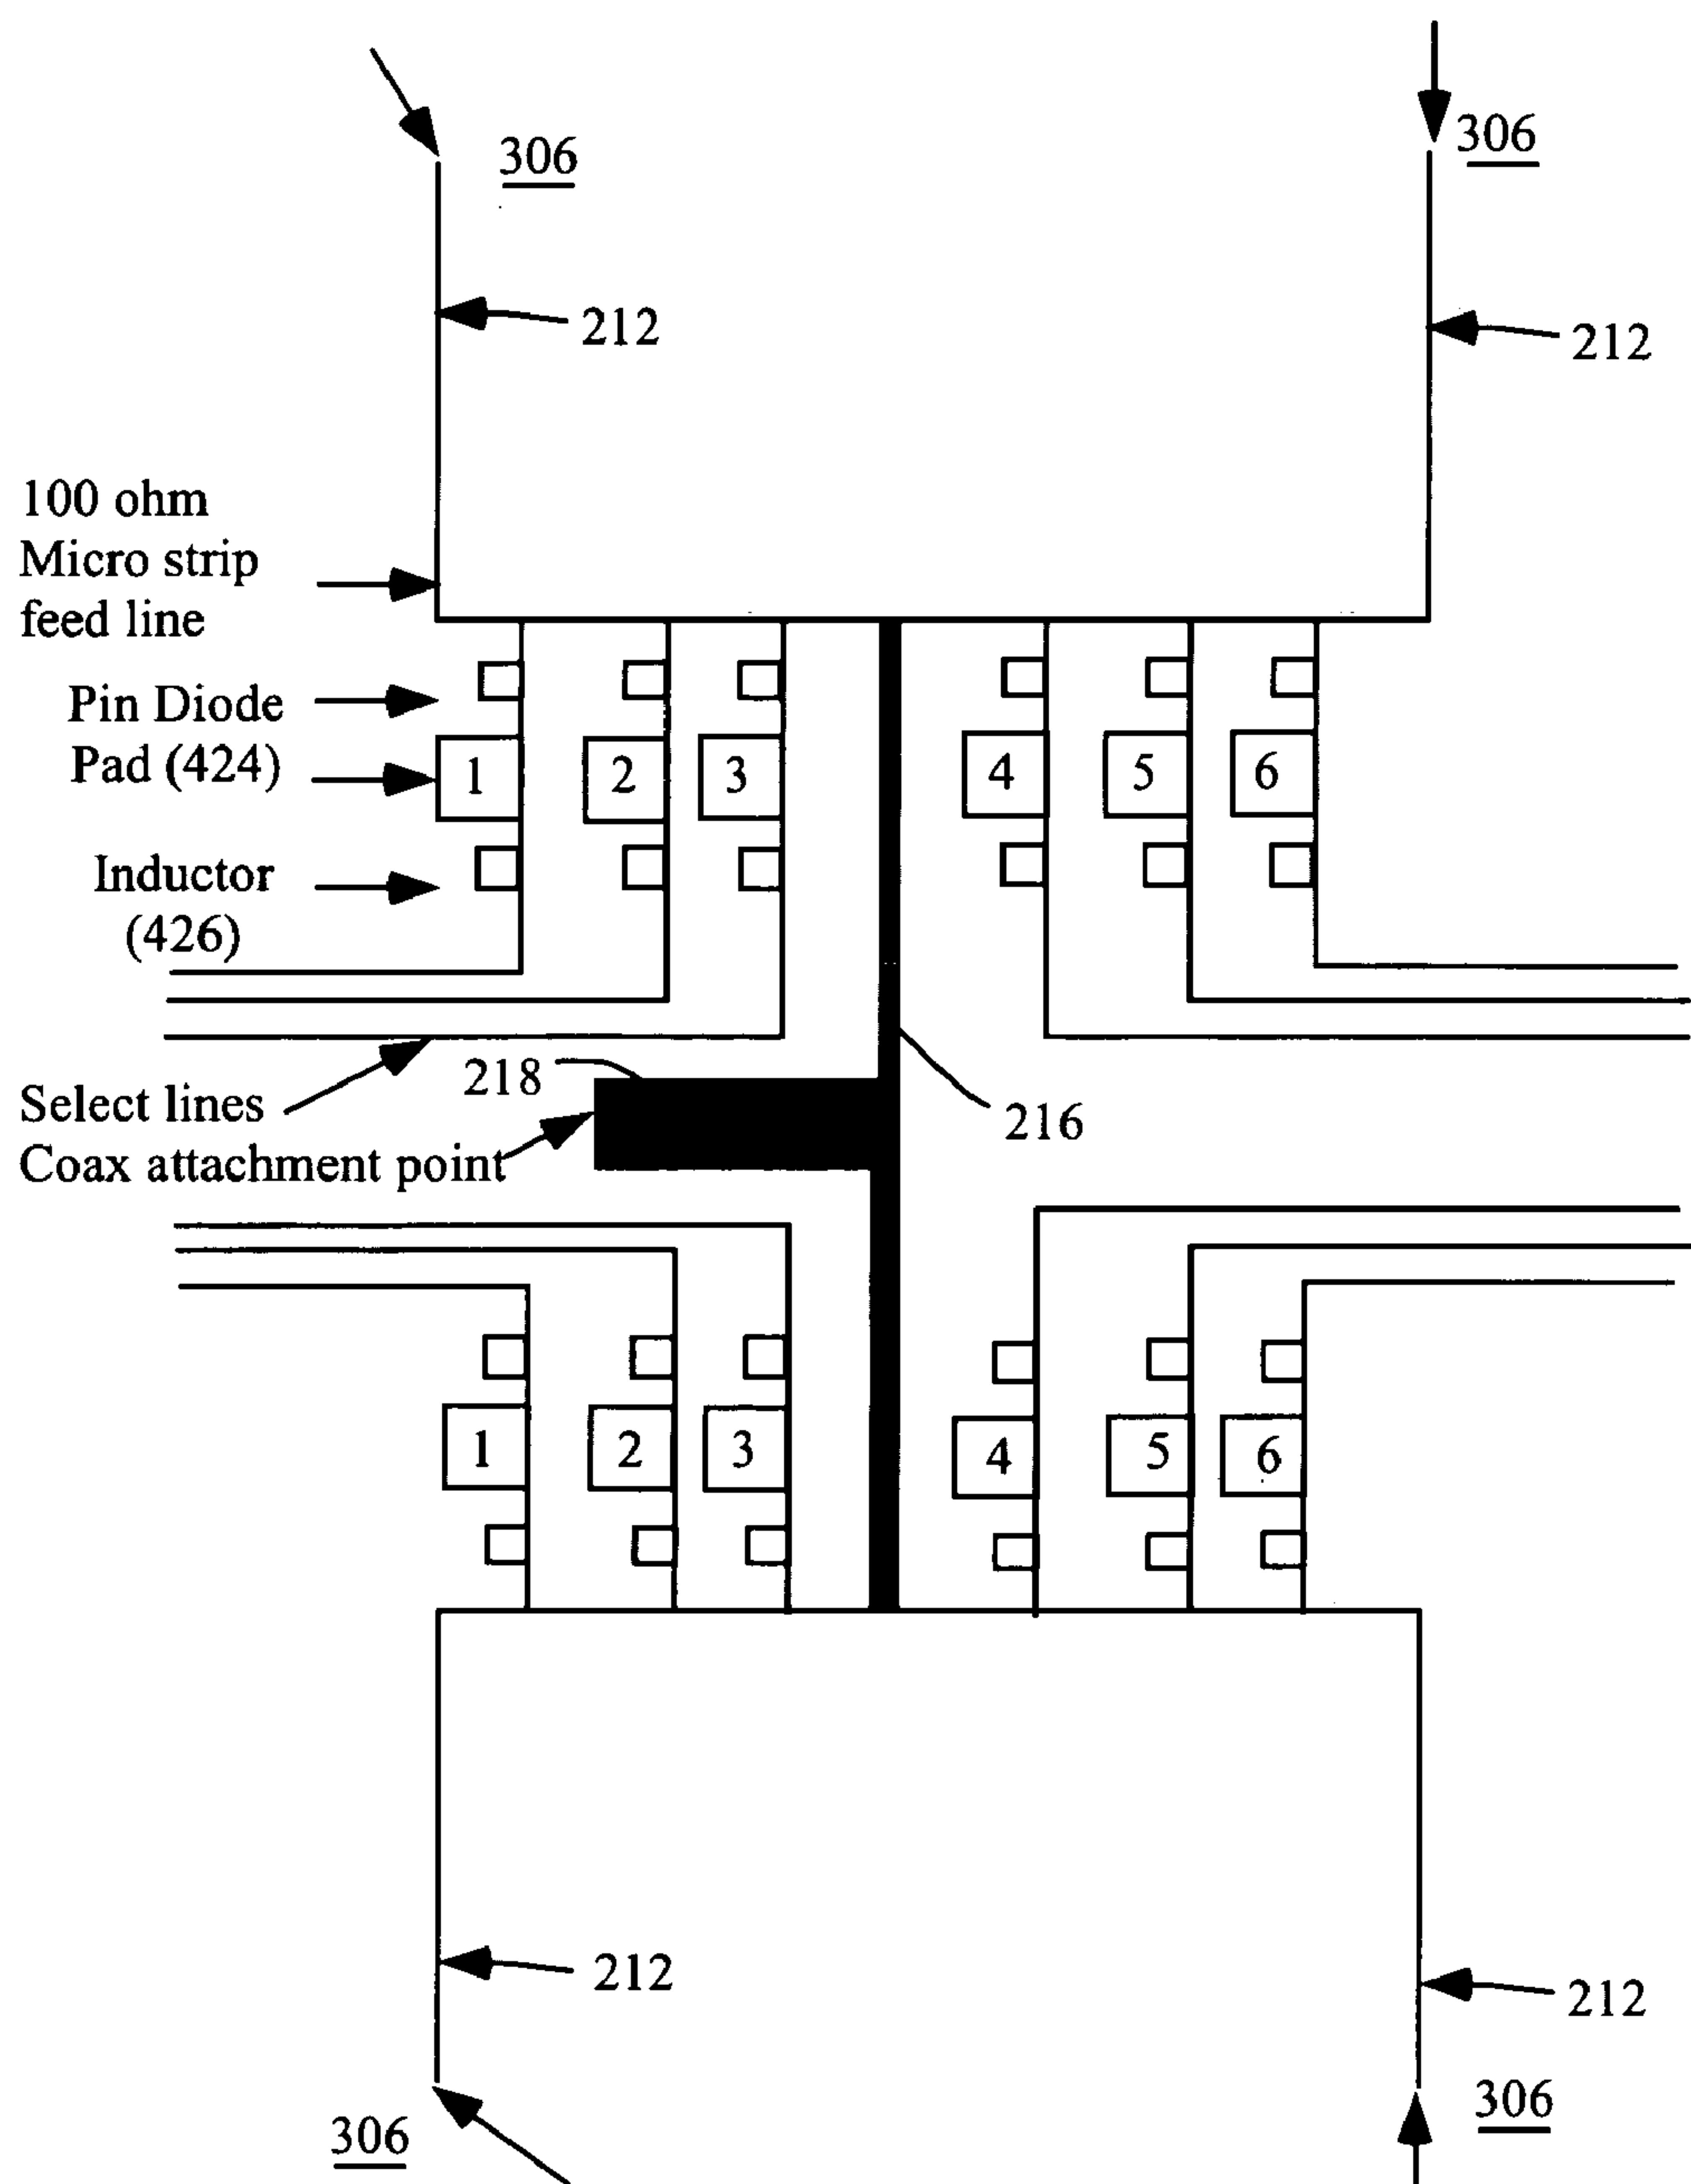 306
306
212
212
100 ohm
Micro strip
feed line
Pin Diode
Pad (424)
1 2 3 4 5 6
Inductor
(426)
218
Select lines
216
Coax attachment point
1 2 3 4 5 6
212
212
306
306